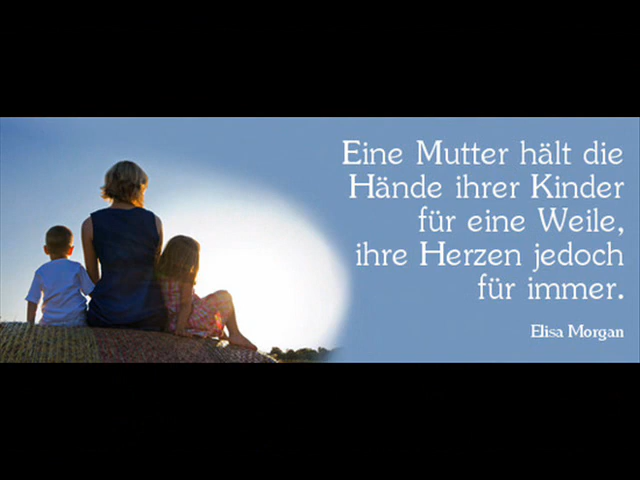 Eine Mutter hält die
Hände ihrer Kinder
für eine Weile,
ihre Herzen jedoch
für immer.
Elisa Morgan